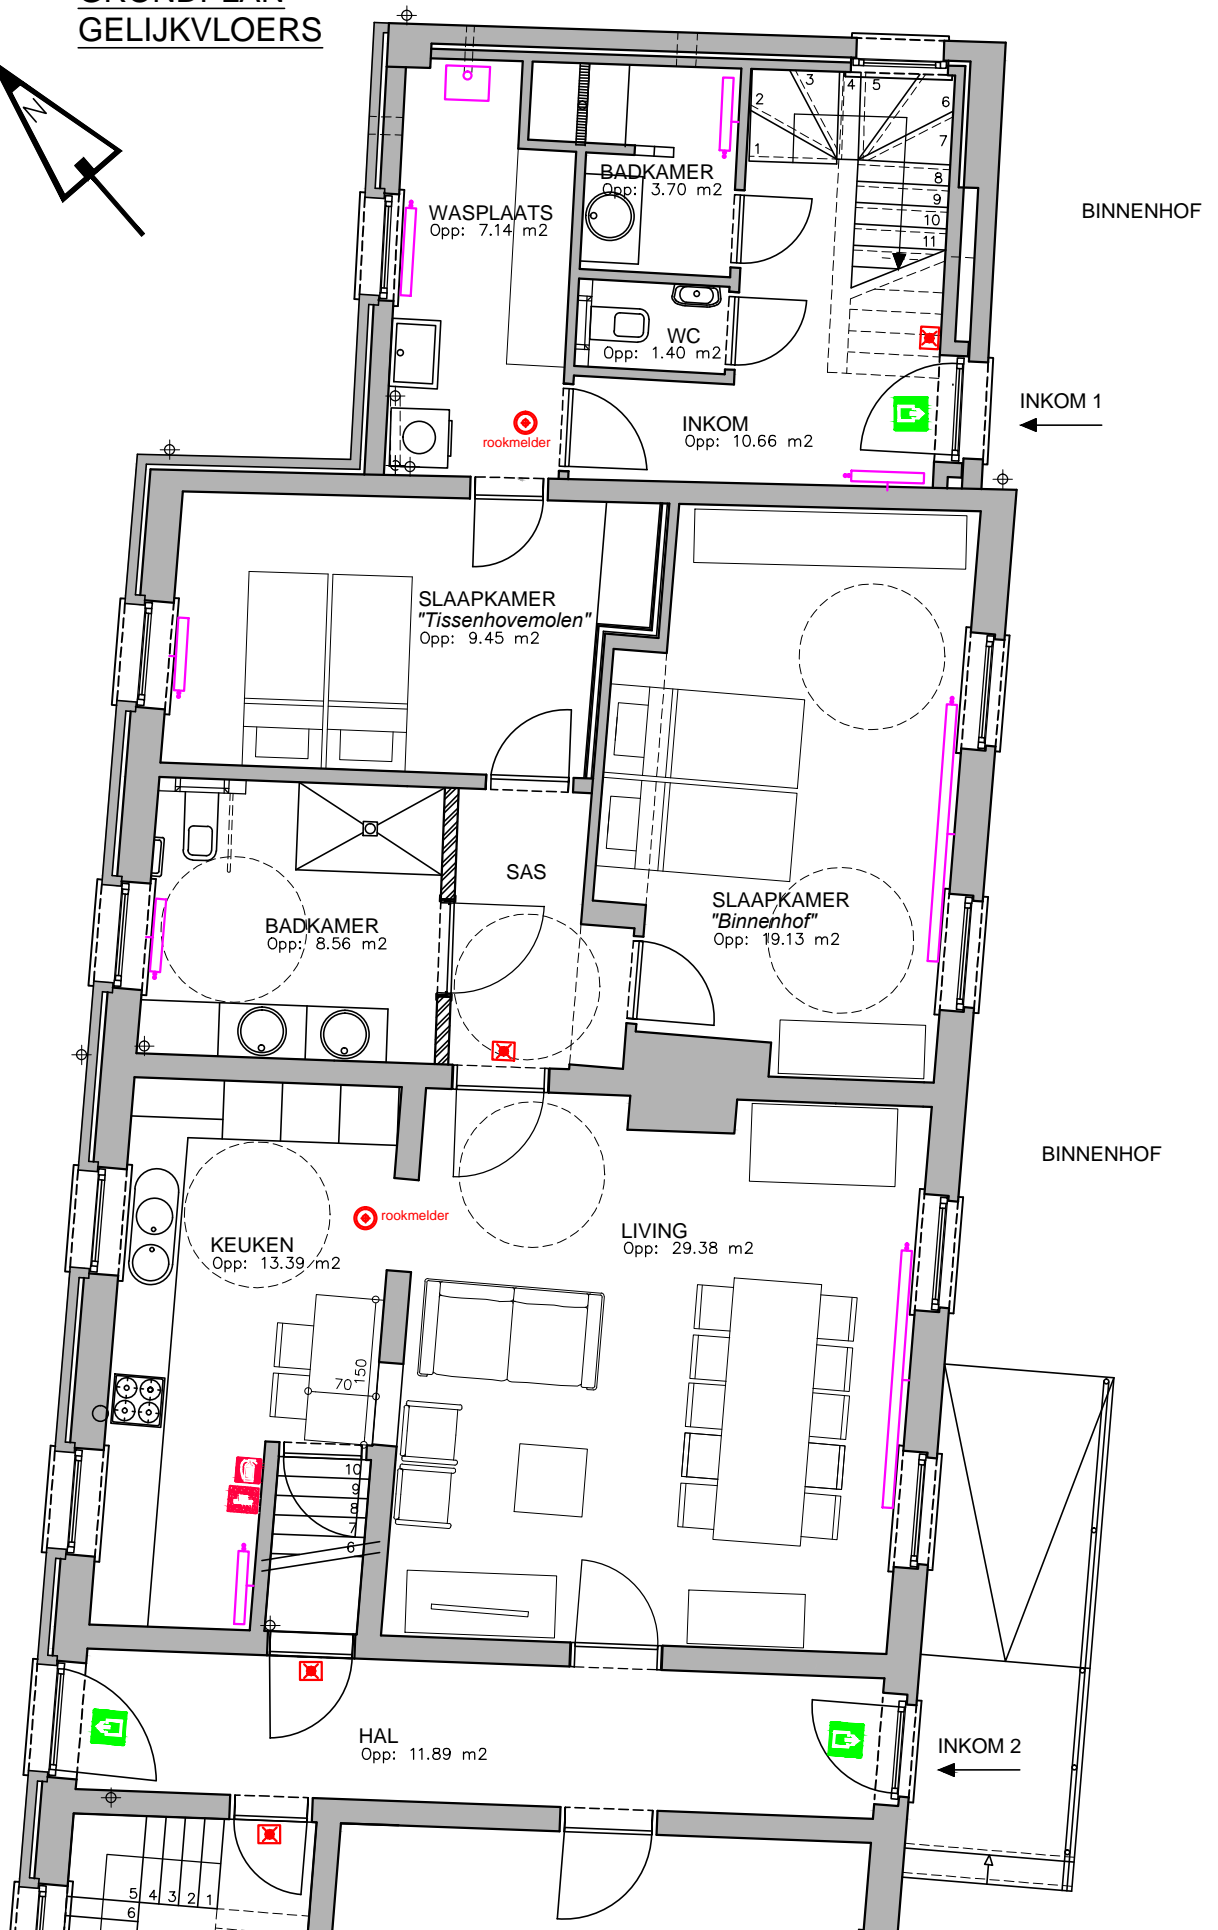 GRONDPLAN
GELIJKVLOERS
N
1
2
3
4
5
6
7
8
9
10
11
BADKAMER
Opp: 3.70 m2
WASPLAATS
Opp: 7.14 m2
BINNENHOF
WC
Opp: 1.40 m2
INKOM
Opp: 10.66 m2
INKOM 1
rookmelder
SLAAPKAMER
"Tissenhovemolen"
Opp: 9.45 m2
SAS
SLAAPKAMER
"Binnenhof"
Opp: 19.13 m2
BADKAMER
Opp: 8.56 m2
BINNENHOF
rookmelder
KEUKEN
Opp: 13.39 m2
LIVING
Opp: 29.38 m2
150
70
10
9
8
7
6
HAL
Opp: 11.89 m2
INKOM 2
5 4 3 2 1
6